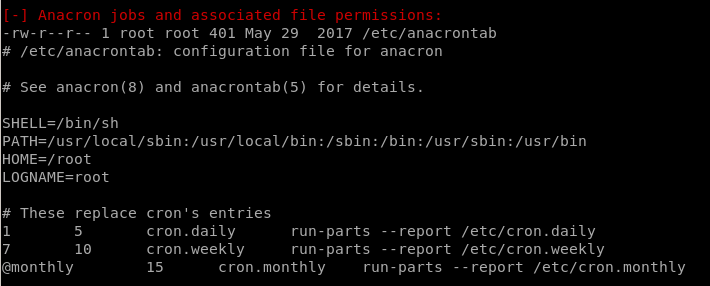 [-] Anacron jobs and associated file permissions:
-rw-r--r-- 1 root root 401 May 29  2017 /etc/anacrontab
# /etc/anacrontab: configuration file for anacron

# See anacron(8) and anacrontab(5) for details.

SHELL=/bin/sh
PATH=/usr/local/sbin:/usr/local/bin:/sbin:/bin:/usr/sbin:/usr/bin
HOME=/root
LOGNAME=root

# These replace cron's entries
1       5       cron.daily      run-parts --report /etc/cron.daily
7       10      cron.weekly     run-parts --report /etc/cron.weekly
@monthly        15      cron.monthly    run-parts --report /etc/cron.monthly